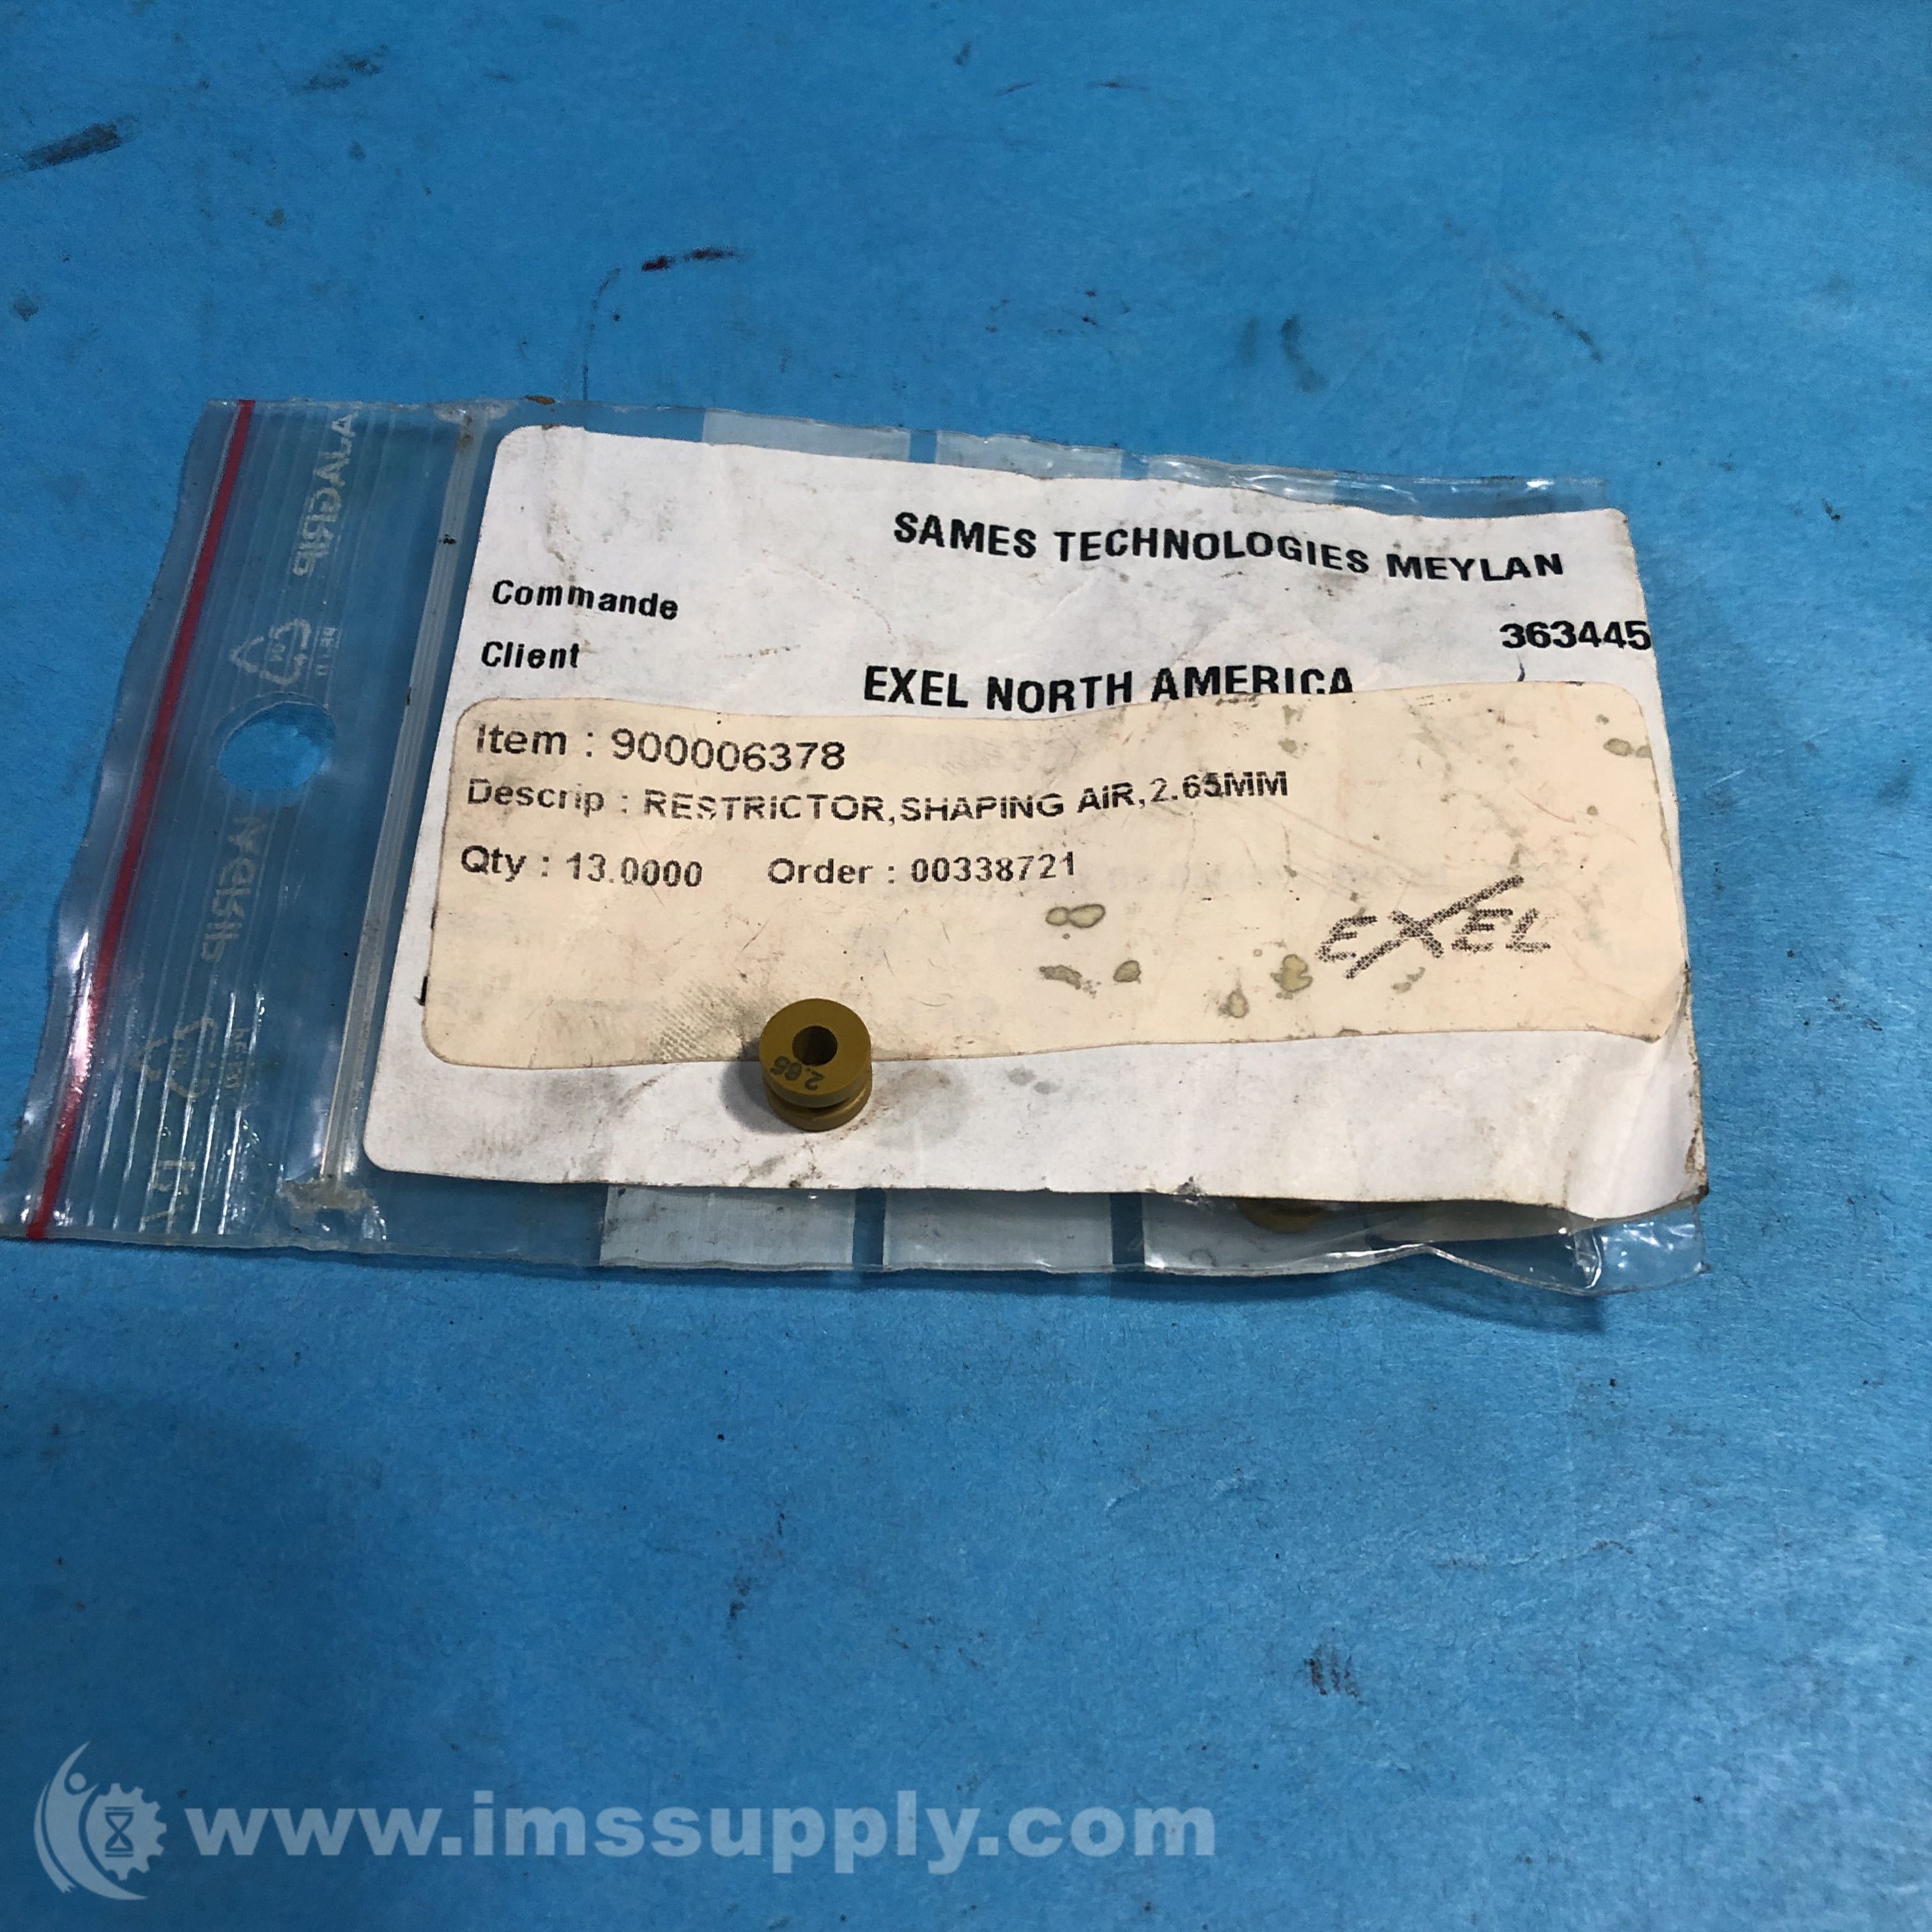 SAMES TECHNOLOGIES MEYLAN
Commande 363445
Client EXEL NORTH AMERICA
Item : 900006378
Descrip : RESTRICTOR,SHAPING AIR,2.65MM
Qty : 13.0000 Order : 00338721
EXEL
2.65
www.imssupply.com